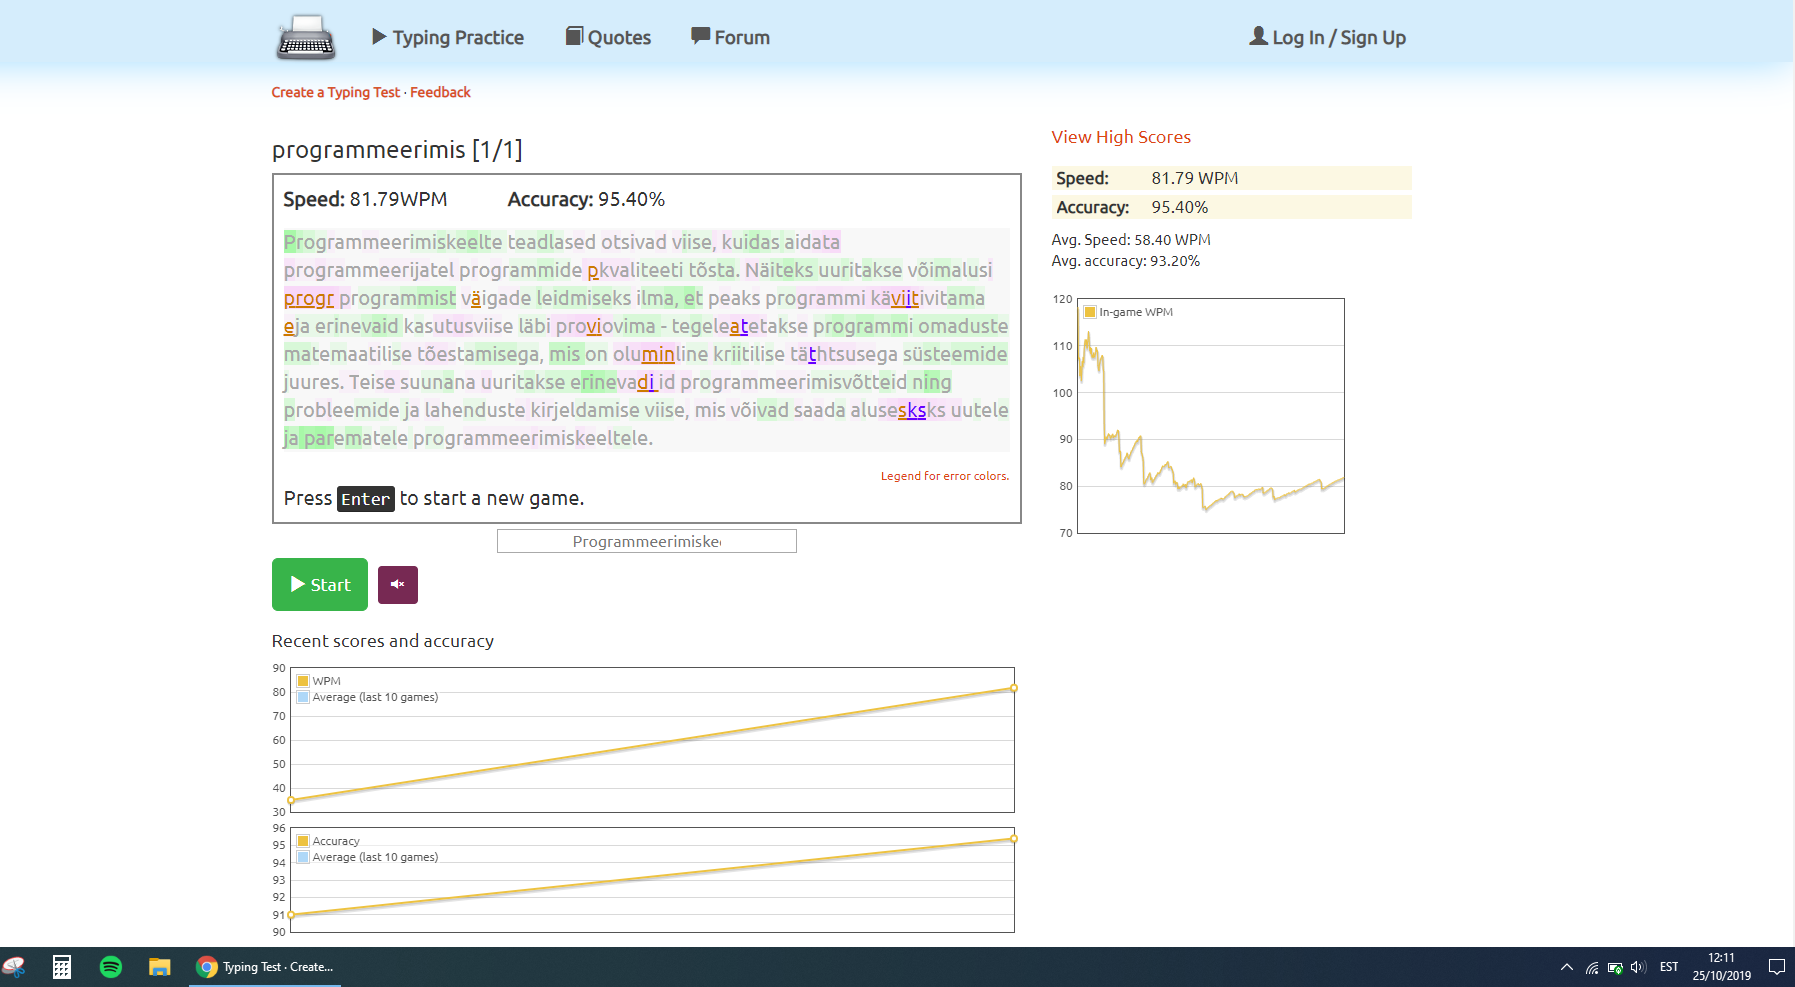 Typing Practice
Quotes
Forum
Log In / Sign Up
Create a Typing Test · Feedback
programmeerimis [1/1]
Speed: 81.79WPM Accuracy: 95.40%
Programmeerimiskeelte teadlased otsivad viise, kuidas aidata
programmeerijatel programmide pkvaliteeti tõsta. Näiteks uuritakse võimalusi
progr programmist väigade leidmiseks ilma, et peaks programmi käviitivitama
eja erinevaid kasutusviise läbi proviovima - tegeleatetakse programmi omaduste
matemaatilise tõestamisega, mis on oluminline kriitilise täthtsusega süsteemide
juures. Teise suunana uuritakse erinevadi id programmeerimisvõtteid ning
probleemide ja lahenduste kirjeldamise viise, mis võivad saada alusesksks uutele
ja parematele programmeerimiskeeltele.
Legend for error colors.
Press Enter to start a new game.
Programmeerimiske
Start
View High Scores
Speed: 81.79 WPM
Accuracy: 95.40%
Avg. Speed: 58.40 WPM
Avg. accuracy: 93.20%
120
In-game WPM
110
100
90
80
70
Recent scores and accuracy
90
WPM
80
Average (last 10 games)
70
60
50
40
30
96
Accuracy
95
Average (last 10 games)
94
93
92
91
90
Typing Test · Create...
EST
12:11
25/10/2019